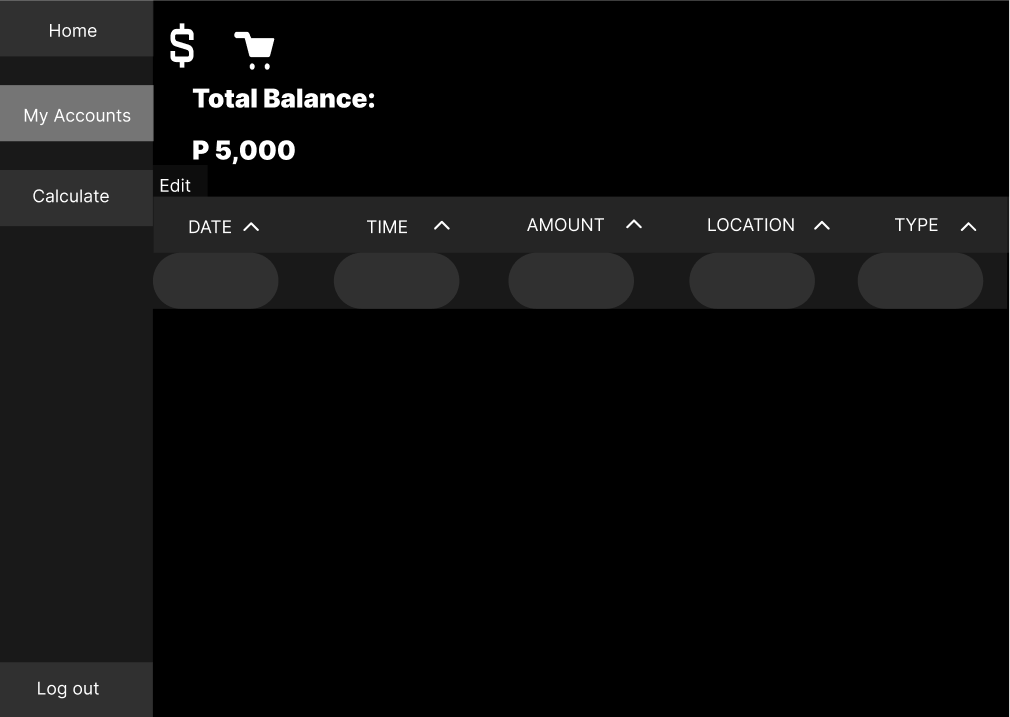 Home
My Accounts
Calculate
Log out
$
Total Balance:
P 5,000
Edit
DATE TIME AMOUNT LOCATION TYPE